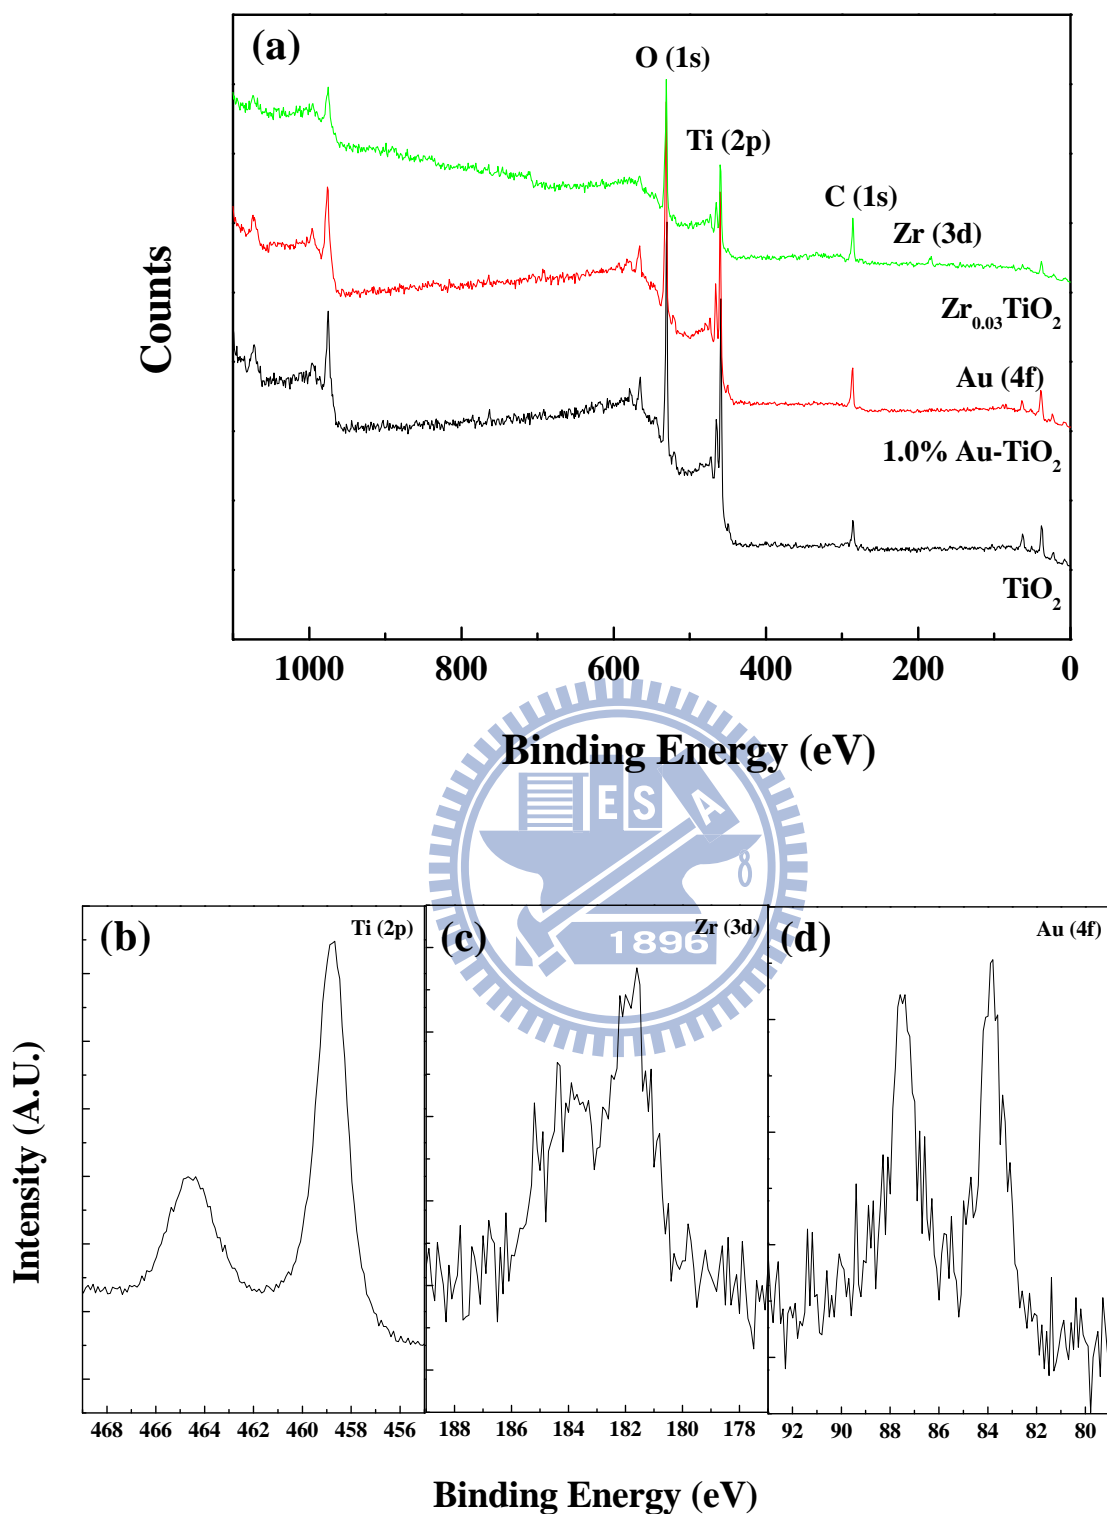 (a)
O (1s)
Ti (2p)
C (1s)
Zr (3d)
Zr0.03TiO2
Au (4f)
1.0% Au-TiO2
TiO2
Counts
1000 800 600 400 200 0
Binding Energy (eV)
E S A
1896
(b) Ti (2p)
(c) Zr (3d)
(d) Au (4f)
Intensity (A.U.)
468 466 464 462 460 458 456
188 186 184 182 180 178
92 90 88 86 84 82 80
Binding Energy (eV)